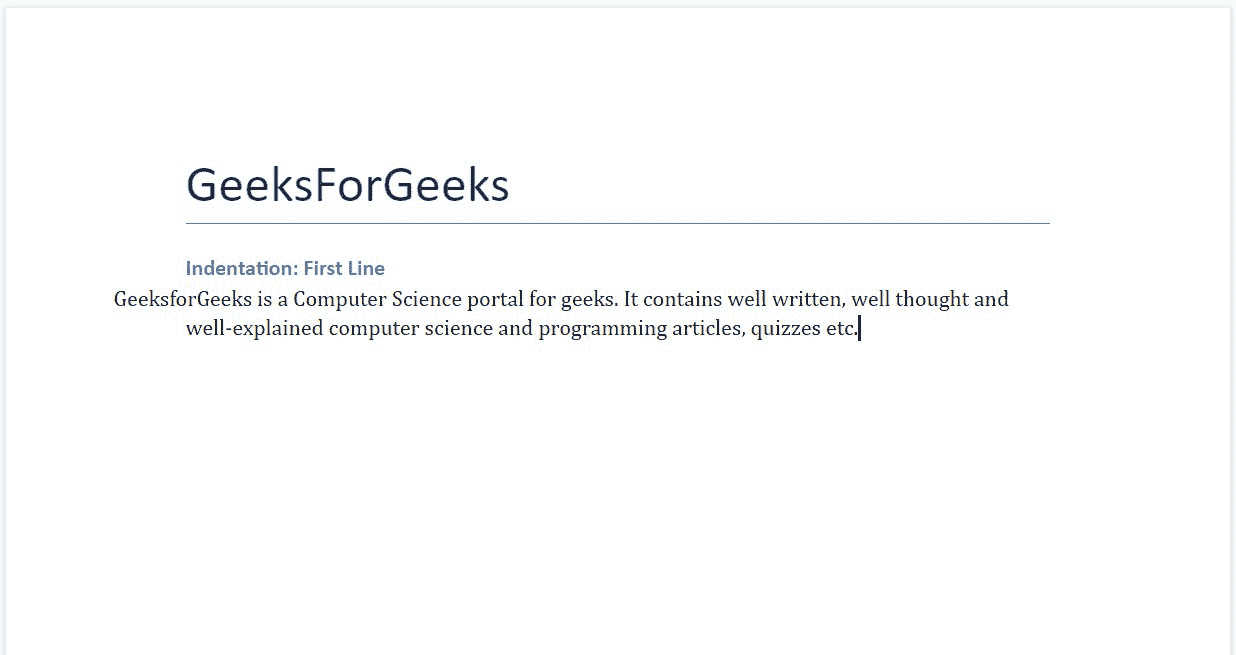 GeeksForGeeks
Indentation: First Line
GeeksforGeeks is a Computer Science portal for geeks. It contains well written, well thought and
well-explained computer science and programming articles, quizzes etc.